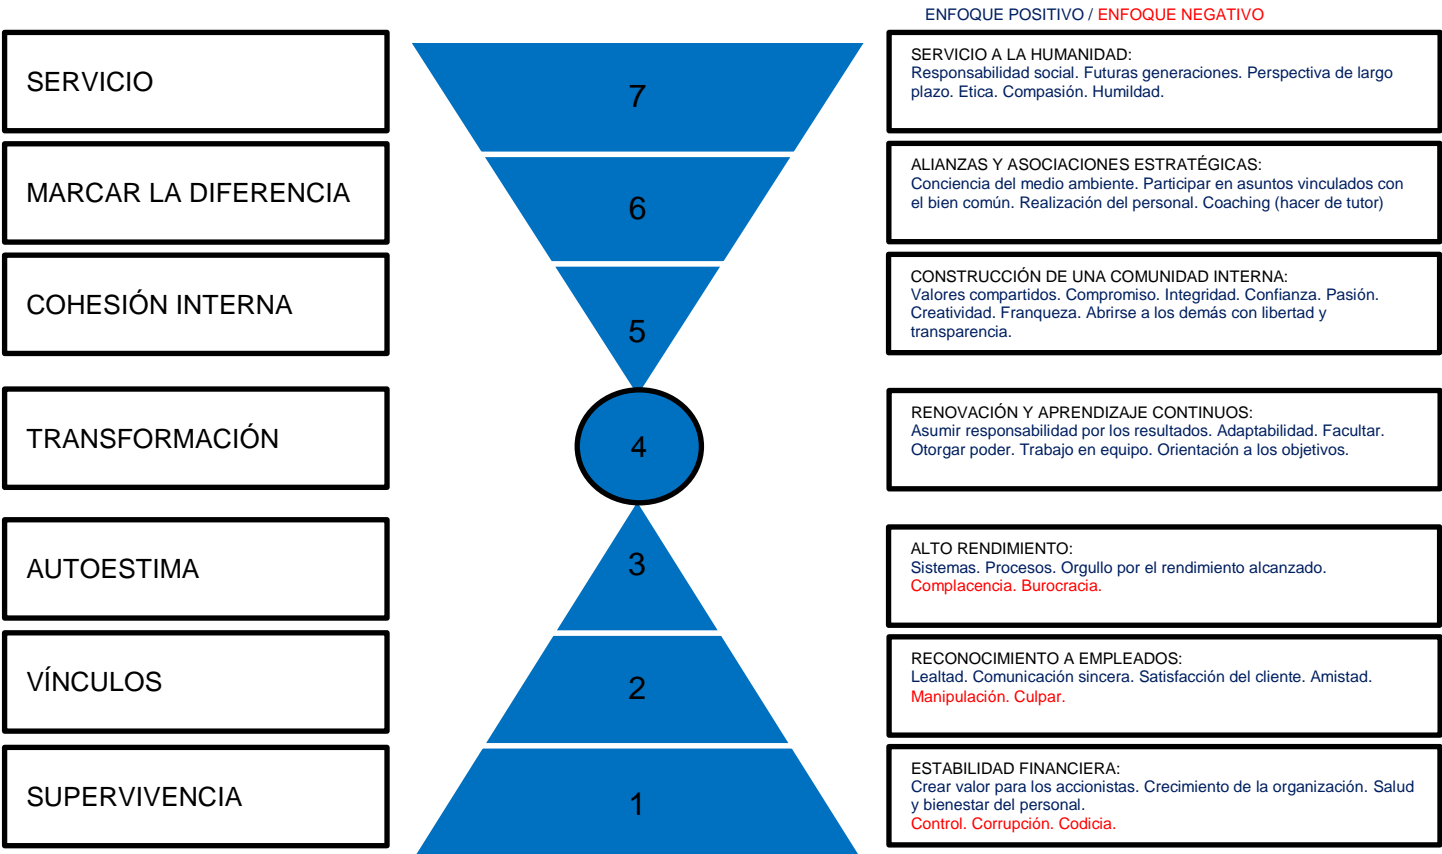 ENFOQUE POSITIVO / ENFOQUE NEGATIVO
SERVICIO
7
SERVICIO A LA HUMANIDAD:
Responsabilidad social. Futuras generaciones. Perspectiva de largo
plazo. Etica. Compasión. Humildad.
MARCAR LA DIFERENCIA
6
ALIANZAS Y ASOCIACIONES ESTRATÉGICAS:
Conciencia del medio ambiente. Participar en asuntos vinculados con
el bien común. Realización del personal. Coaching (hacer de tutor)
COHESIÓN INTERNA
5
CONSTRUCCIÓN DE UNA COMUNIDAD INTERNA:
Valores compartidos. Compromiso. Integridad. Confianza. Pasión.
Creatividad. Franqueza. Abrirse a los demás con libertad y
transparencia.
TRANSFORMACIÓN
4
RENOVACIÓN Y APRENDIZAJE CONTINUOS:
Asumir responsabilidad por los resultados. Adaptabilidad. Facultar.
Otorgar poder. Trabajo en equipo. Orientación a los objetivos.
AUTOESTIMA
3
ALTO RENDIMIENTO:
Sistemas. Procesos. Orgullo por el rendimiento alcanzado.
Complacencia. Burocracia.
VÍNCULOS
2
RECONOCIMIENTO A EMPLEADOS:
Lealtad. Comunicación sincera. Satisfacción del cliente. Amistad.
Manipulación. Culpar.
SUPERVIVENCIA
1
ESTABILIDAD FINANCIERA:
Crear valor para los accionistas. Crecimiento de la organización. Salud
y bienestar del personal.
Control. Corrupción. Codicia.